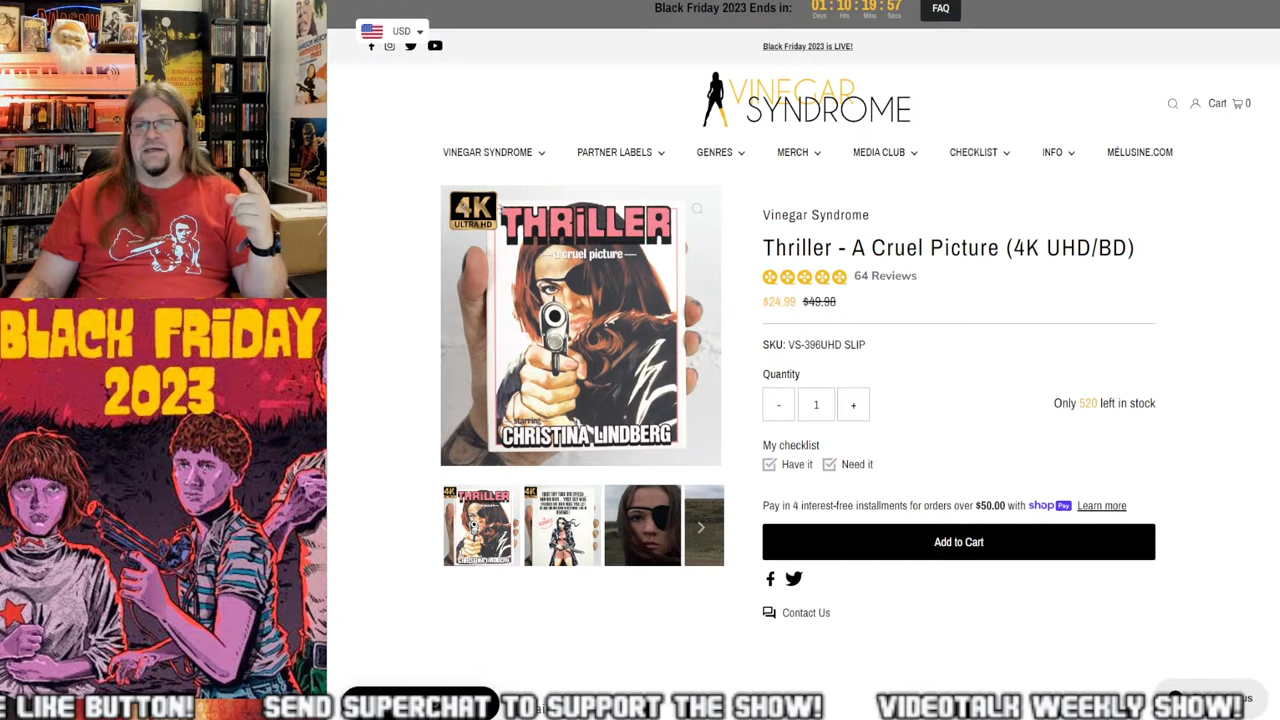 Black Friday 2023 Ends in: 01:10:19:57
Days Hrs Mins Secs
FAQ
USD
Black Friday 2023 is LIVE!
VINEGAR
SYNDROME
Cart 0
VINEGAR SYNDROME PARTNER LABELS GENRES MERCH MEDIA CLUB CHECKLIST INFO MÉLUSINE.COM
4K
ULTRA HD
THRiLLER
—a cruel picture—
starring
CHRISTINA LINDBERG
Vinegar Syndrome
Thriller - A Cruel Picture (4K UHD/BD)
64 Reviews
$24.99 $49.98
SKU: VS-396UHD SLIP
Quantity
- 1 +
Only 520 left in stock
My checklist
Have it Need it
Pay in 4 interest-free installments for orders over $50.00 with shop Pay Learn more
Add to Cart
Contact Us
BLACK FRiDAY
2023
E LIKE BUTTON! SEND SUPERCHAT TO SUPPORT THE SHOW! VIDEOTALK WEEKLY SHOW!